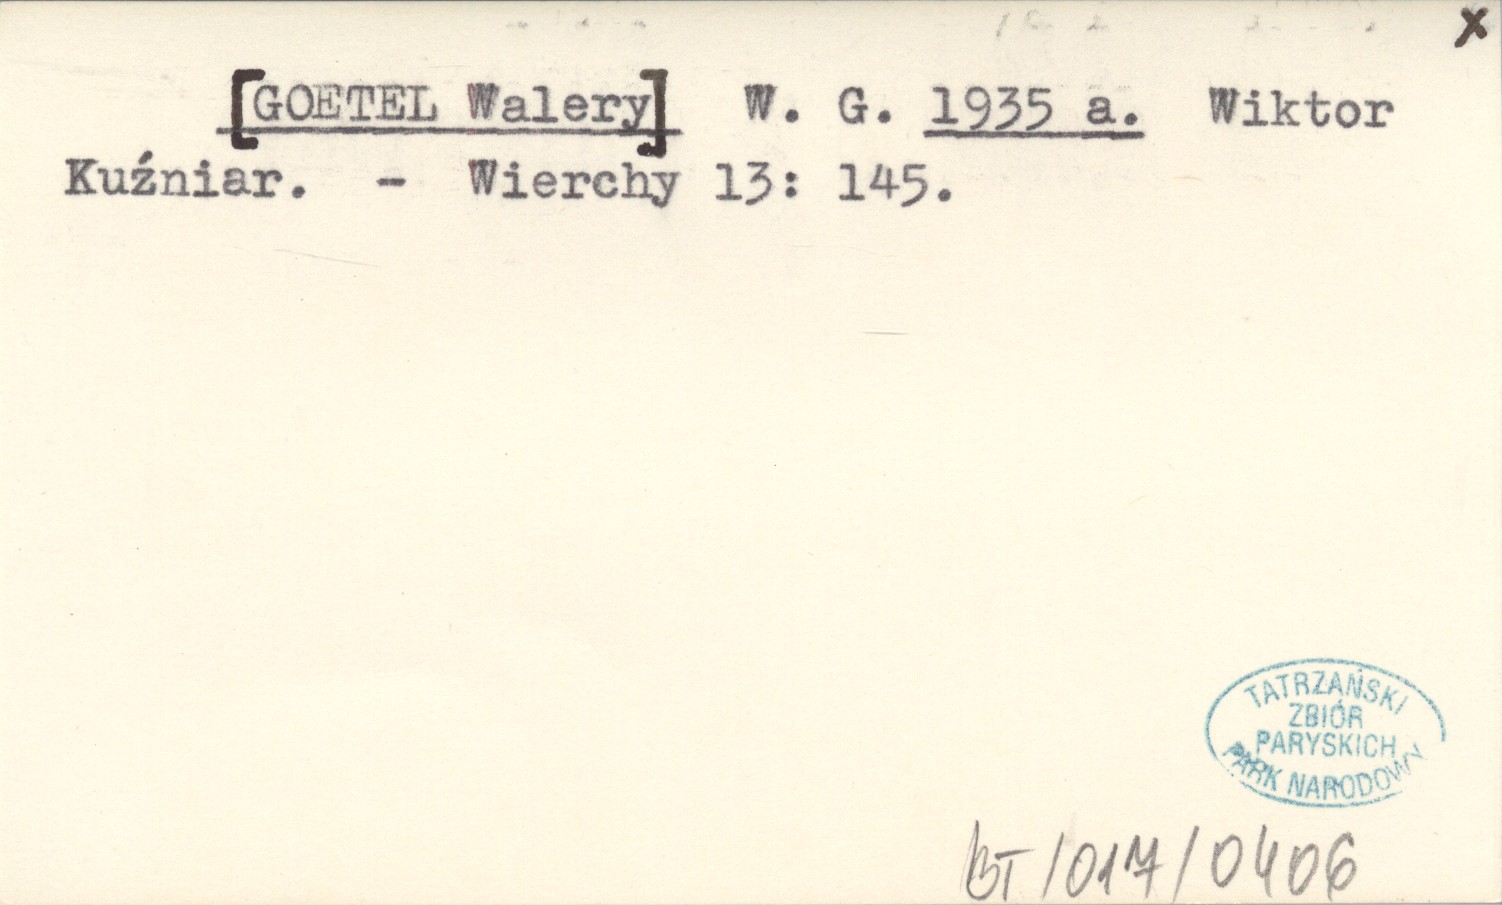 x
[GOETEL Walery] W. G. 1935 a. Wiktor
Kuźniar. - Wierchy 13: 145.
TATRZAŃSKI
ZBIÓR
PARYSKICH
PARK NARODOWY
BT/017/0406